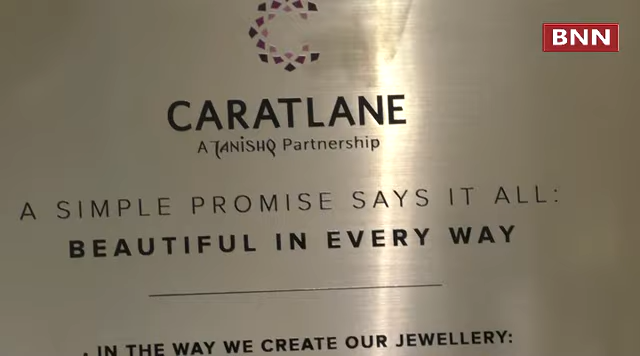 BNN
CARATLANE
A TANISHQ Partnership
A SIMPLE PROMISE SAYS IT ALL:
BEAUTIFUL IN EVERY WAY
• IN THE WAY WE CREATE OUR JEWELLERY: